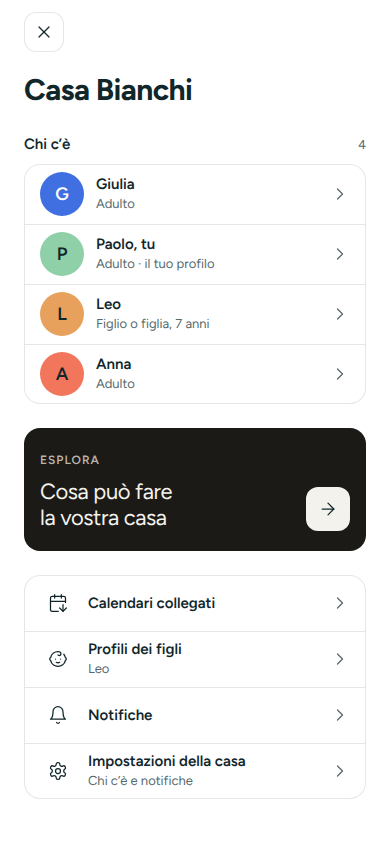 Casa Bianchi
Chi c’è
4
G
Giulia
Adulto
P
Paolo, tu
Adulto · il tuo profilo
L
Leo
Figlio o figlia, 7 anni
A
Anna
Adulto
ESPLORA
Cosa può fare
la vostra casa
Calendari collegati
Profili dei figli
Leo
Notifiche
Impostazioni della casa
Chi c’è e notifiche